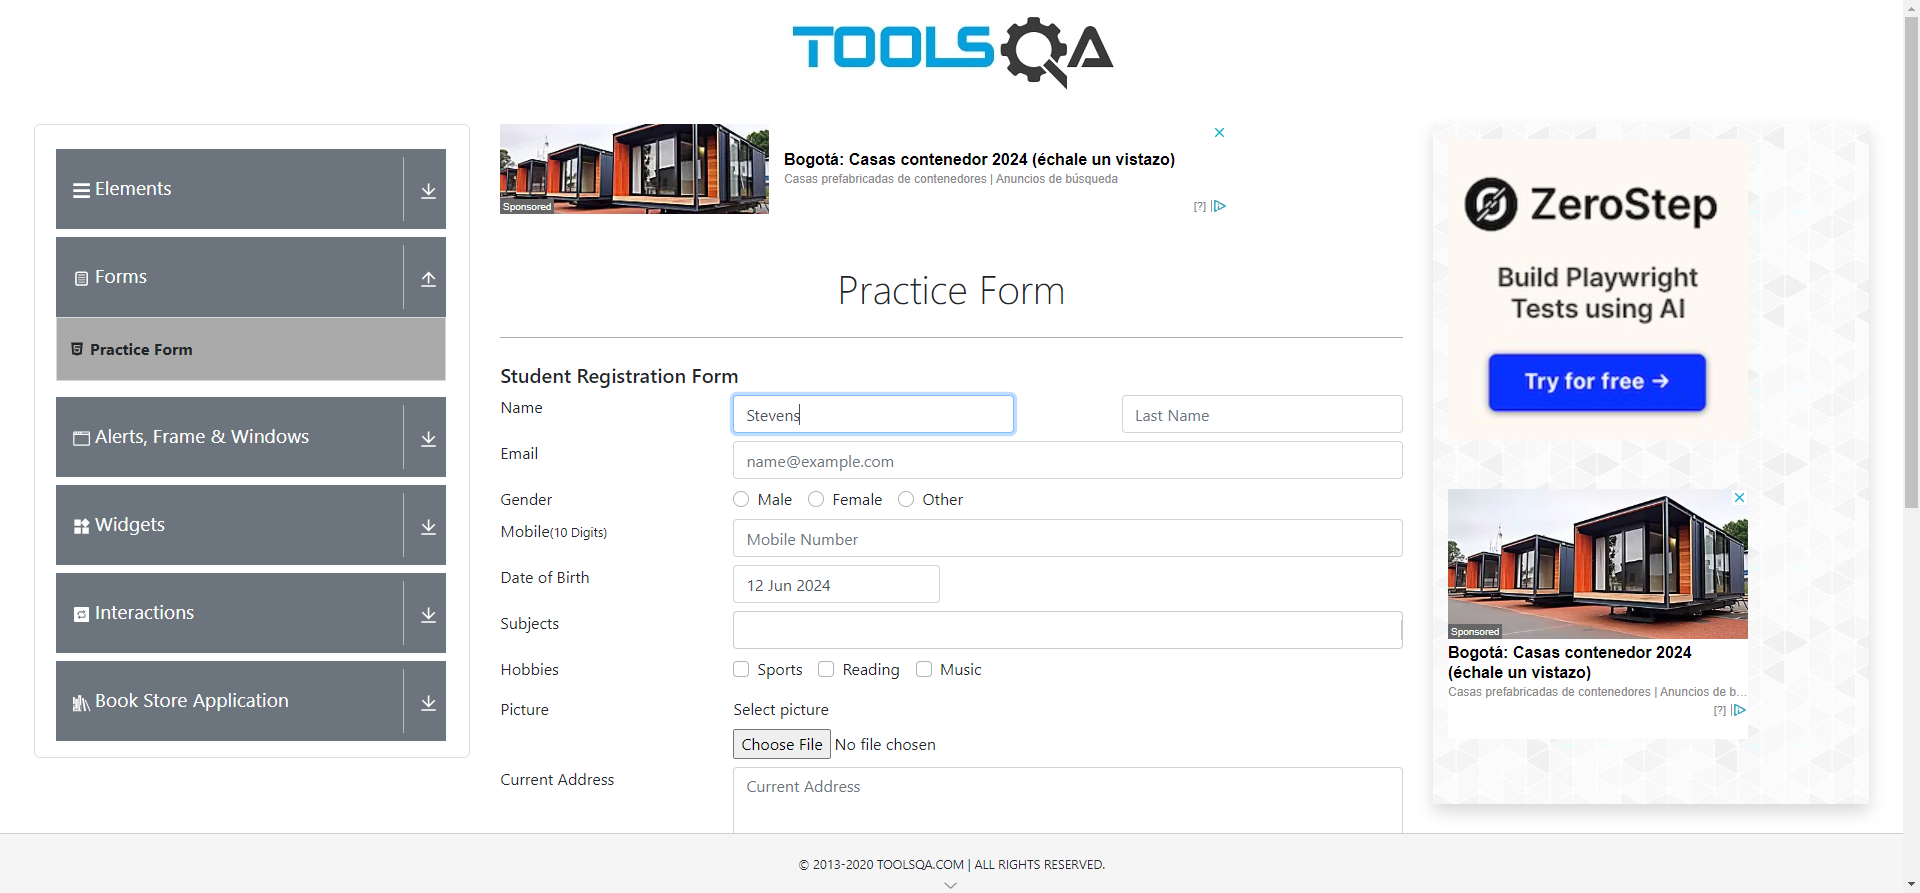 TOOLSQA
Elements
Forms
Practice Form
Alerts, Frame & Windows
Widgets
Interactions
Book Store Application
Sponsored
Bogotá: Casas contenedor 2024 (échale un vistazo)
Casas prefabricadas de contenedores | Anuncios de búsqueda
[?]
Practice Form
Student Registration Form
Name
Stevens
Last Name
Email
name@example.com
Gender
Male
Female
Other
Mobile(10 Digits)
Mobile Number
Date of Birth
12 Jun 2024
Subjects
Hobbies
Sports
Reading
Music
Picture
Select picture
Choose File No file chosen
Current Address
Current Address
ZeroStep
Build Playwright
Tests using AI
Try for free →
Sponsored
Bogotá: Casas contenedor 2024
(échale un vistazo)
Casas prefabricadas de contenedores | Anuncios de b...
[?]
© 2013-2020 TOOLSQA.COM | ALL RIGHTS RESERVED.